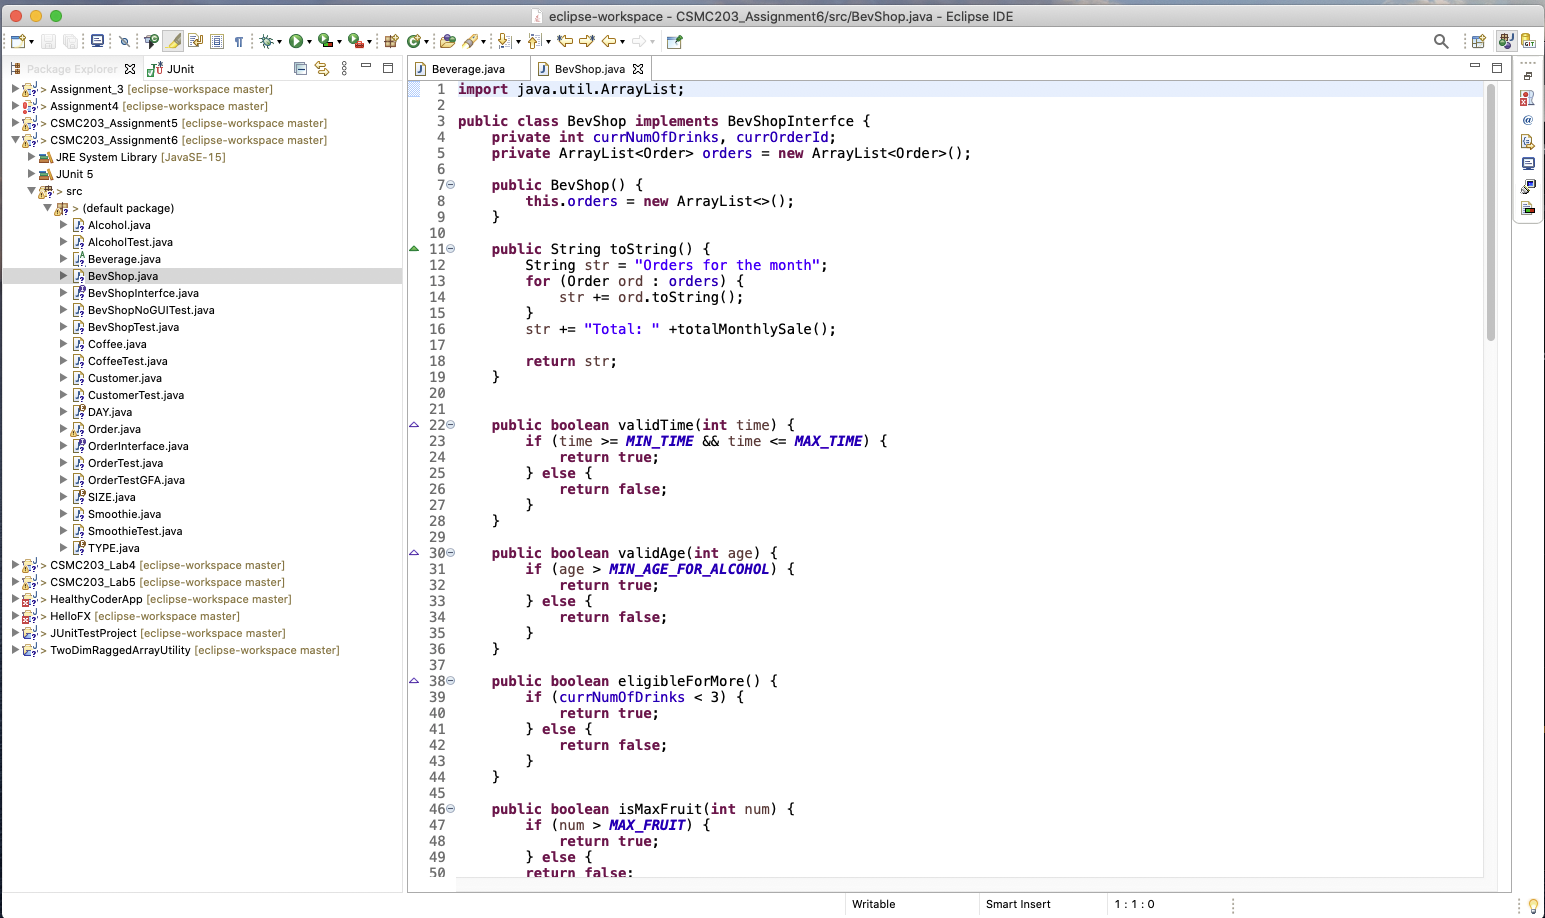 eclipse-workspace - CSMC203_Assignment6/src/BevShop.java - Eclipse IDE
Package Explorer
JUnit
> Assignment_3 [eclipse-workspace master]
> Assignment4 [eclipse-workspace master]
> CSMC203_Assignment5 [eclipse-workspace master]
> CSMC203_Assignment6 [eclipse-workspace master]
JRE System Library [JavaSE-15]
JUnit 5
> src
> (default package)
Alcohol.java
AlcoholTest.java
Beverage.java
BevShop.java
BevShopInterfce.java
BevShopNoGUITest.java
BevShopTest.java
Coffee.java
CoffeeTest.java
Customer.java
CustomerTest.java
DAY.java
Order.java
OrderInterface.java
OrderTest.java
OrderTestGFA.java
SIZE.java
Smoothie.java
SmoothieTest.java
TYPE.java
> CSMC203_Lab4 [eclipse-workspace master]
> CSMC203_Lab5 [eclipse-workspace master]
> HealthyCoderApp [eclipse-workspace master]
> HelloFX [eclipse-workspace master]
> JUnitTestProject [eclipse-workspace master]
> TwoDimRaggedArrayUtility [eclipse-workspace master]
Beverage.java
BevShop.java
1 import java.util.ArrayList;
2
3 public class BevShop implements BevShopInterfce {
4     private int currNumOfDrinks, currOrderId;
5     private ArrayList<Order> orders = new ArrayList<Order>();
6
7     public BevShop() {
8         this.orders = new ArrayList<>();
9     }
10
11     public String toString() {
12         String str = "Orders for the month";
13         for (Order ord : orders) {
14             str += ord.toString();
15         }
16         str += "Total: " +totalMonthlySale();
17
18         return str;
19     }
20
21
22     public boolean validTime(int time) {
23         if (time >= MIN_TIME && time <= MAX_TIME) {
24             return true;
25         } else {
26             return false;
27         }
28     }
29
30     public boolean validAge(int age) {
31         if (age > MIN_AGE_FOR_ALCOHOL) {
32             return true;
33         } else {
34             return false;
35         }
36     }
37
38     public boolean eligibleForMore() {
39         if (currNumOfDrinks < 3) {
40             return true;
41         } else {
42             return false;
43         }
44     }
45
46     public boolean isMaxFruit(int num) {
47         if (num > MAX_FRUIT) {
48             return true;
49         } else {
50         return false;
Writable
Smart Insert
1 : 1 : 0